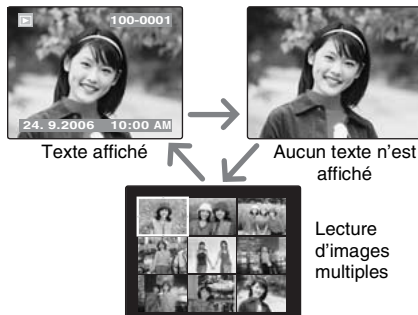 100-0001
24. 9.2006 10:00 AM
Texte affiché
Aucun texte n'est
affiché
Lecture
d'images
multiples